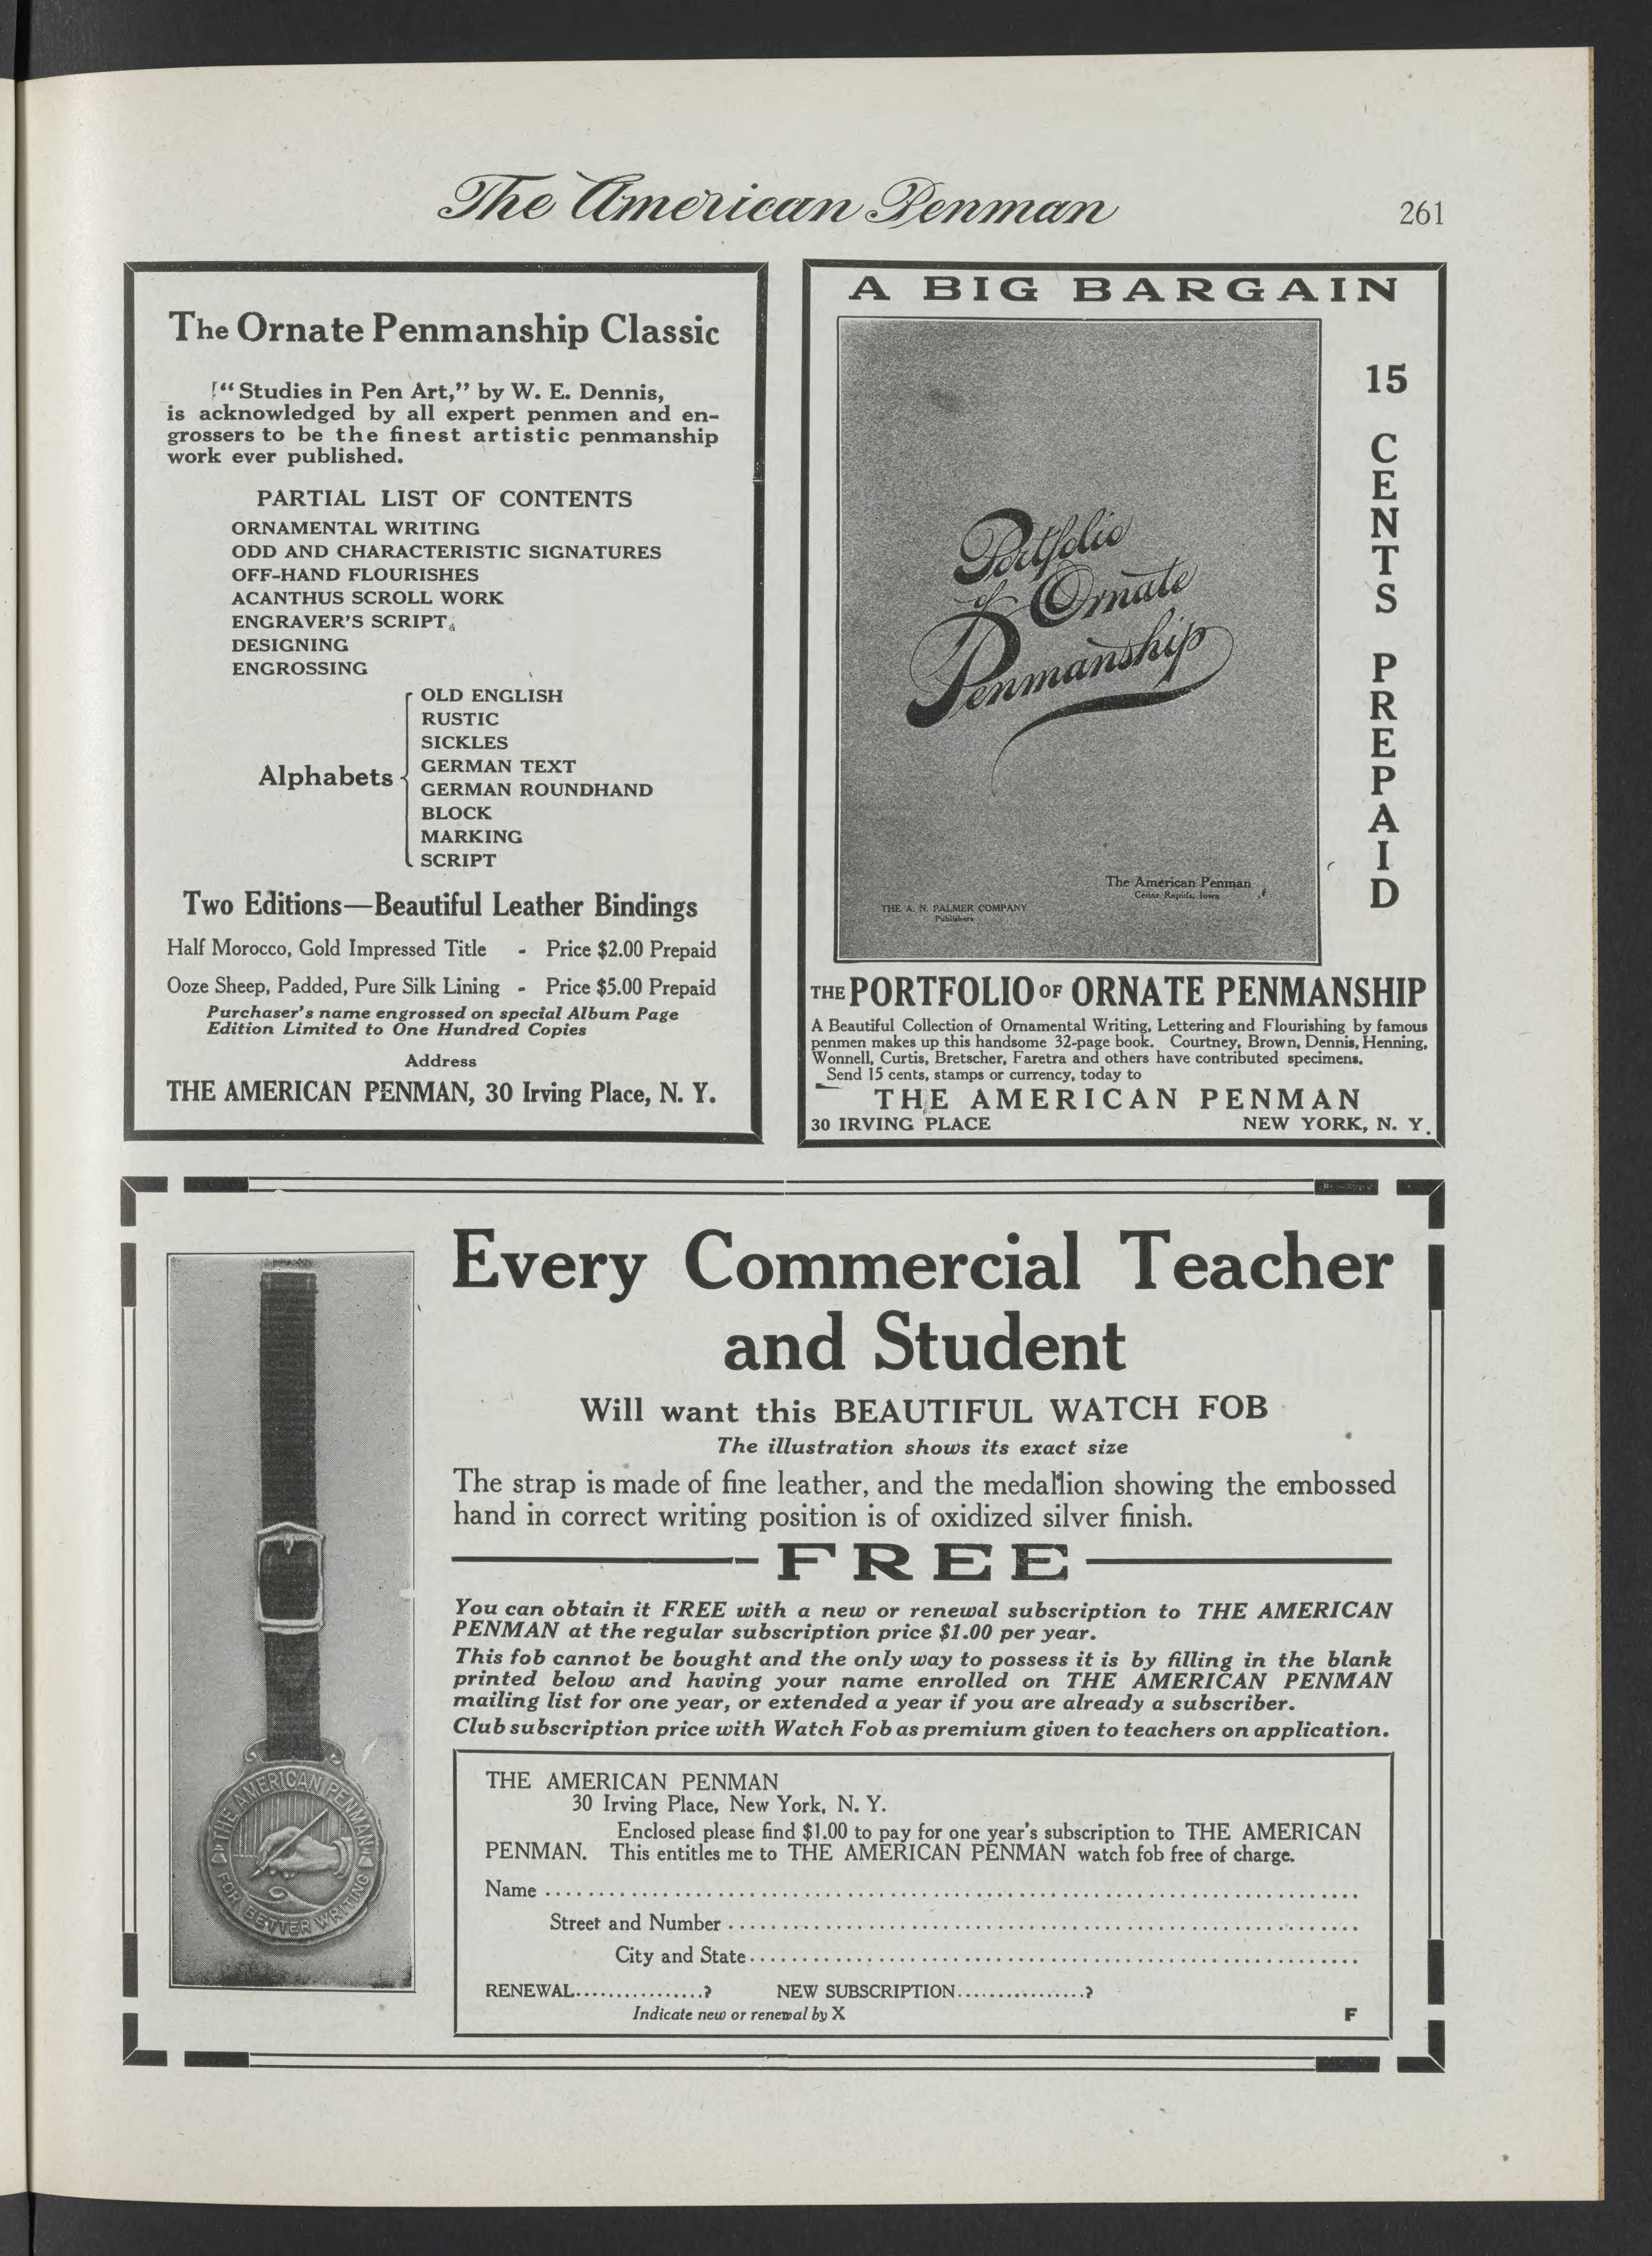 The American Penman
261
The Ornate Penmanship Classic
"Studies in Pen Art," by W. E. Dennis,
is acknowledged by all expert penmen and en-
grossers to be the finest artistic penmanship
work ever published.
PARTIAL LIST OF CONTENTS
ORNAMENTAL WRITING
ODD AND CHARACTERISTIC SIGNATURES
OFF-HAND FLOURISHES
ACANTHUS SCROLL WORK
ENGRAVER'S SCRIPT
DESIGNING
ENGROSSING
Alphabets
OLD ENGLISH
RUSTIC
SICKLES
GERMAN TEXT
GERMAN ROUNDHAND
BLOCK
MARKING
SCRIPT
Two Editions—Beautiful Leather Bindings
Half Morocco, Gold Impressed Title - Price $2.00 Prepaid
Ooze Sheep, Padded, Pure Silk Lining - Price $5.00 Prepaid
Purchaser's name engrossed on special Album Page
Edition Limited to One Hundred Copies
Address
THE AMERICAN PENMAN, 30 Irving Place, N. Y.
A BIG BARGAIN
15 CENTS PREPAID
Portfolio
of Ornate
Penmanship
The American Penman
Cedar Rapids, Iowa
THE A. N. PALMER COMPANY
Publishers
THE PORTFOLIO OF ORNATE PENMANSHIP
A Beautiful Collection of Ornamental Writing, Lettering and Flourishing by famous
penmen makes up this handsome 32-page book. Courtney, Brown, Dennis, Henning,
Wonnell, Curtis, Bretscher, Faretra and others have contributed specimens.
Send 15 cents, stamps or currency, today to
THE AMERICAN PENMAN
30 IRVING PLACE NEW YORK, N. Y.
Every Commercial Teacher
and Student
Will want this BEAUTIFUL WATCH FOB
The illustration shows its exact size
The strap is made of fine leather, and the medallion showing the embossed
hand in correct writing position is of oxidized silver finish.
FREE
You can obtain it FREE with a new or renewal subscription to THE AMERICAN
PENMAN at the regular subscription price $1.00 per year.
This fob cannot be bought and the only way to possess it is by filling in the blank
printed below and having your name enrolled on THE AMERICAN PENMAN
mailing list for one year, or extended a year if you are already a subscriber.
Club subscription price with Watch Fob as premium given to teachers on application.
THE AMERICAN PENMAN
FOR BETTER WRITING
THE AMERICAN PENMAN
30 Irving Place, New York, N. Y.
Enclosed please find $1.00 to pay for one year's subscription to THE AMERICAN
PENMAN. This entitles me to THE AMERICAN PENMAN watch fob free of charge.
Name
Street and Number
City and State
RENEWAL................? NEW SUBSCRIPTION................?
Indicate new or renewal by X
F